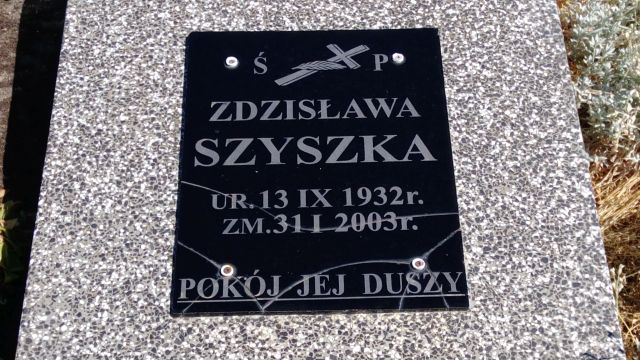 Ś P
ZDZISŁAWA
SZYSZKA
UR. 13 IX 1932r.
ZM. 31 I 2003r.
POKÓJ JEJ DUSZY